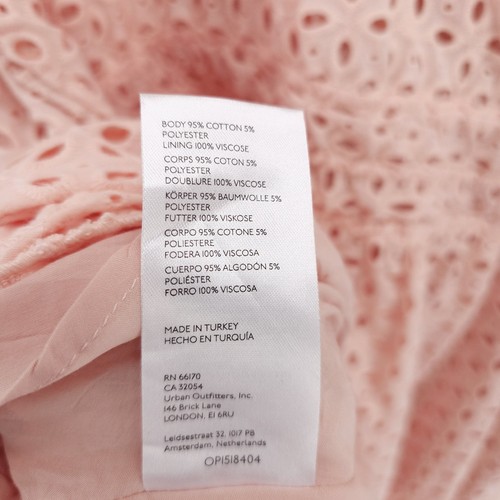 BODY 95% COTTON 5%
POLYESTER
LINING 100% VISCOSE
CORPS 95% COTON 5%
POLYESTER
DOUBLURE 100% VISCOSE
KÖRPER 95% BAUMWOLLE 5%
POLYESTER
FUTTER 100% VISKOSE
CORPO 95% COTONE 5%
POLIESTERE
FODERA 100% VISCOSA
CUERPO 95% ALGODÓN 5%
POLIÉSTER
FORRO 100% VISCOSA
MADE IN TURKEY
HECHO EN TURQUÍA
RN 66170
CA 32054
Urban Outfitters, Inc.
146 Brick Lane
LONDON, E1 6RU
Leidsestraat 32, 1017 PB
Amsterdam, Netherlands
OP1518404